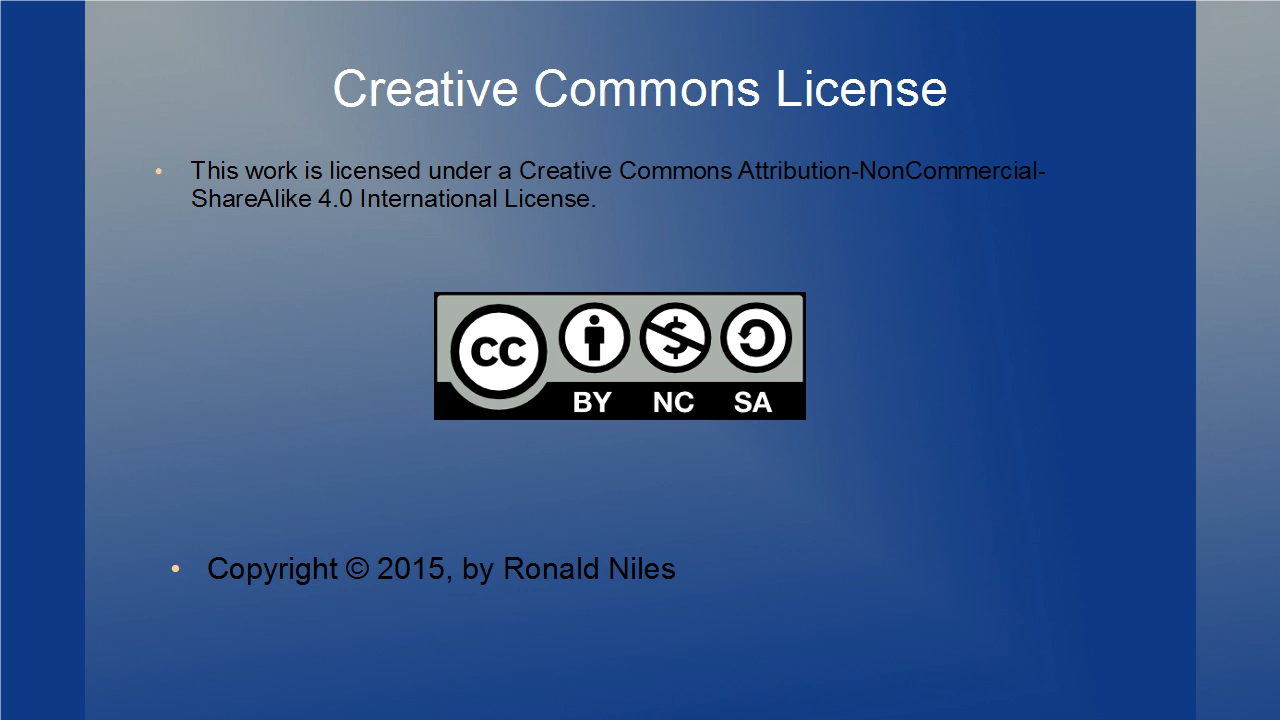 Creative Commons License
• This work is licensed under a Creative Commons Attribution-NonCommercial-
ShareAlike 4.0 International License.
CC
BY NC SA
• Copyright © 2015, by Ronald Niles